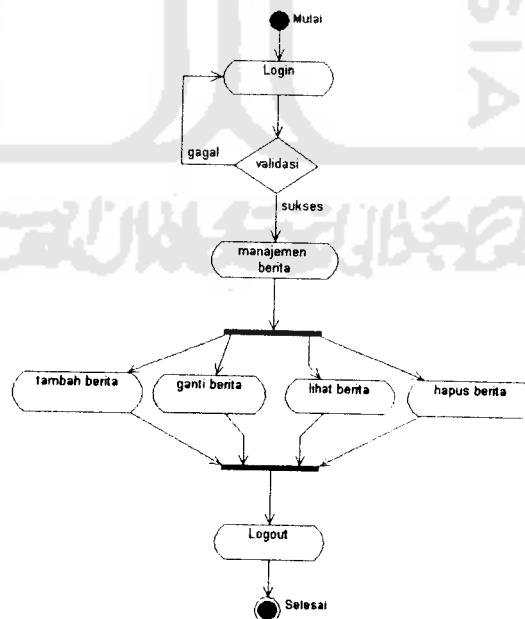 Mulai
Login
gagal
validasi
sukses
manajemen
berita
tambah berita
ganti berita
lihat berita
hapus berita
Logout
Selesai